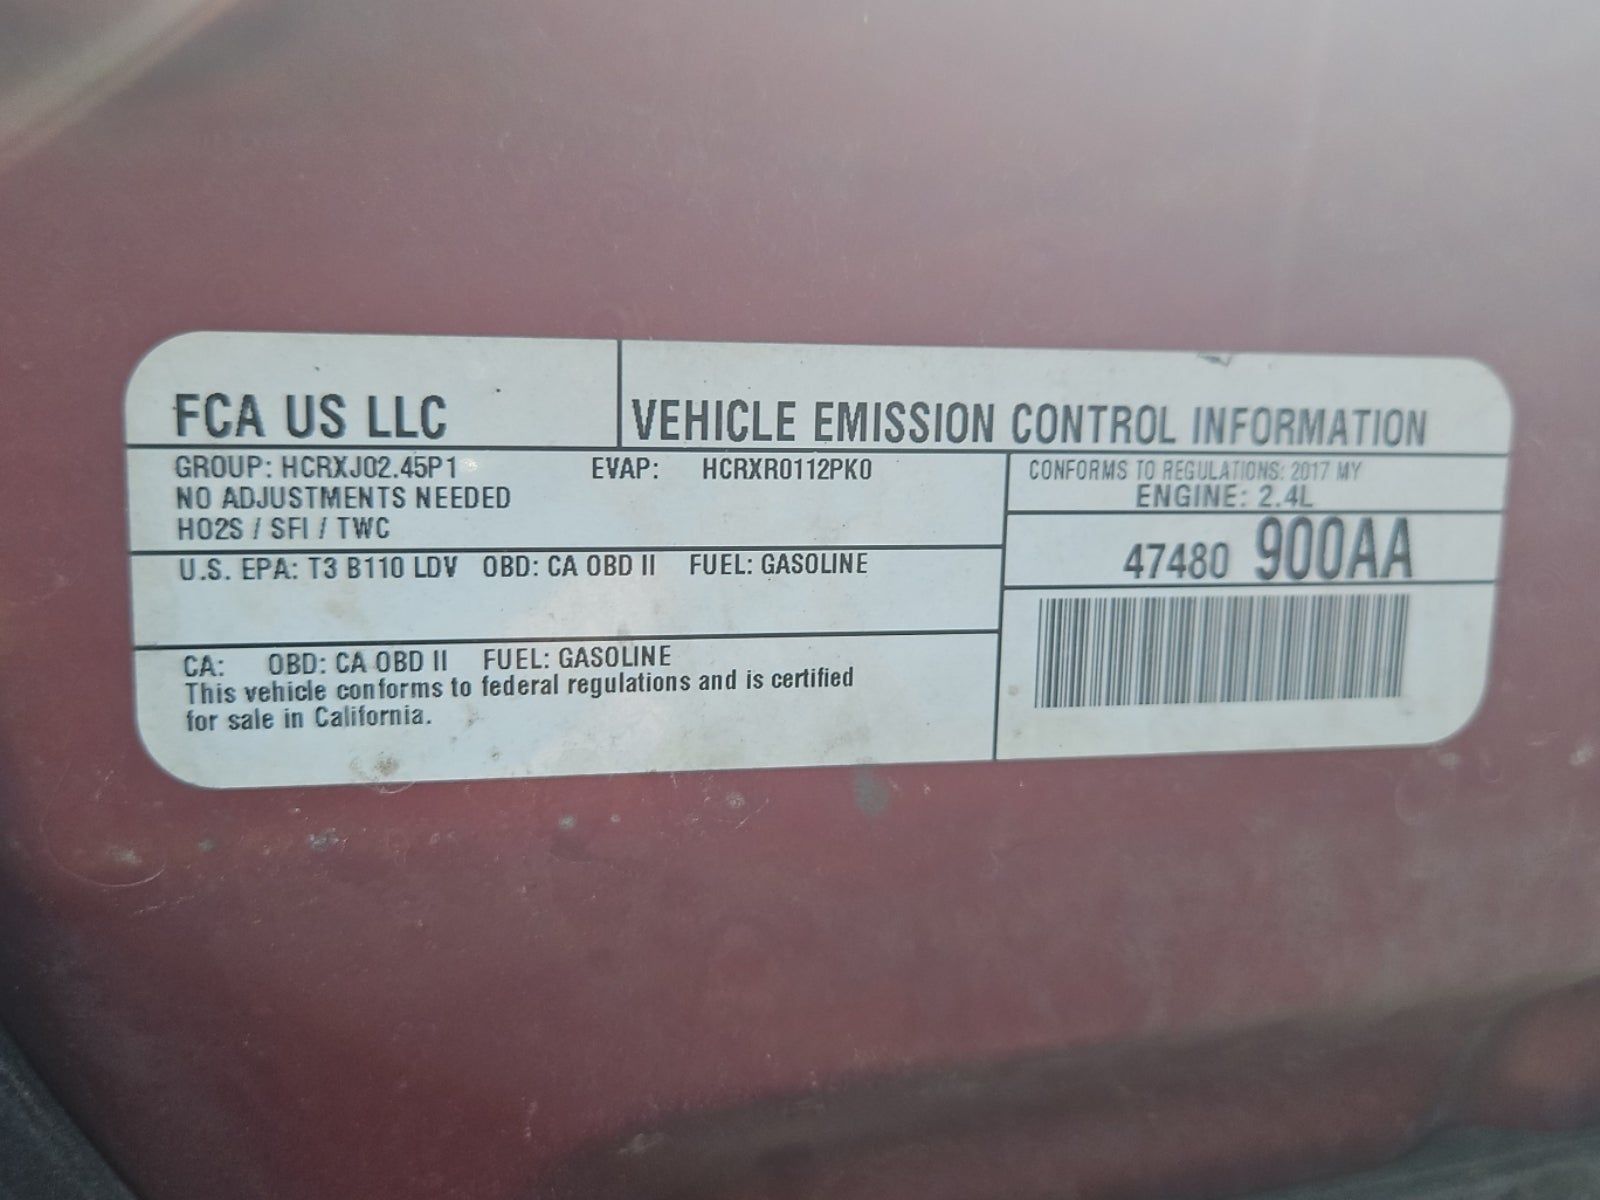 FCA US LLC
VEHICLE EMISSION CONTROL INFORMATION
GROUP: HCRXJ02.45P1 EVAP: HCRXR0112PK0
NO ADJUSTMENTS NEEDED
HO2S / SFI / TWC
CONFORMS TO REGULATIONS: 2017 MY
ENGINE: 2.4L
47480 900AA
U.S. EPA: T3 B110 LDV OBD: CA OBD II FUEL: GASOLINE
CA: OBD: CA OBD II FUEL: GASOLINE
This vehicle conforms to federal regulations and is certified
for sale in California.